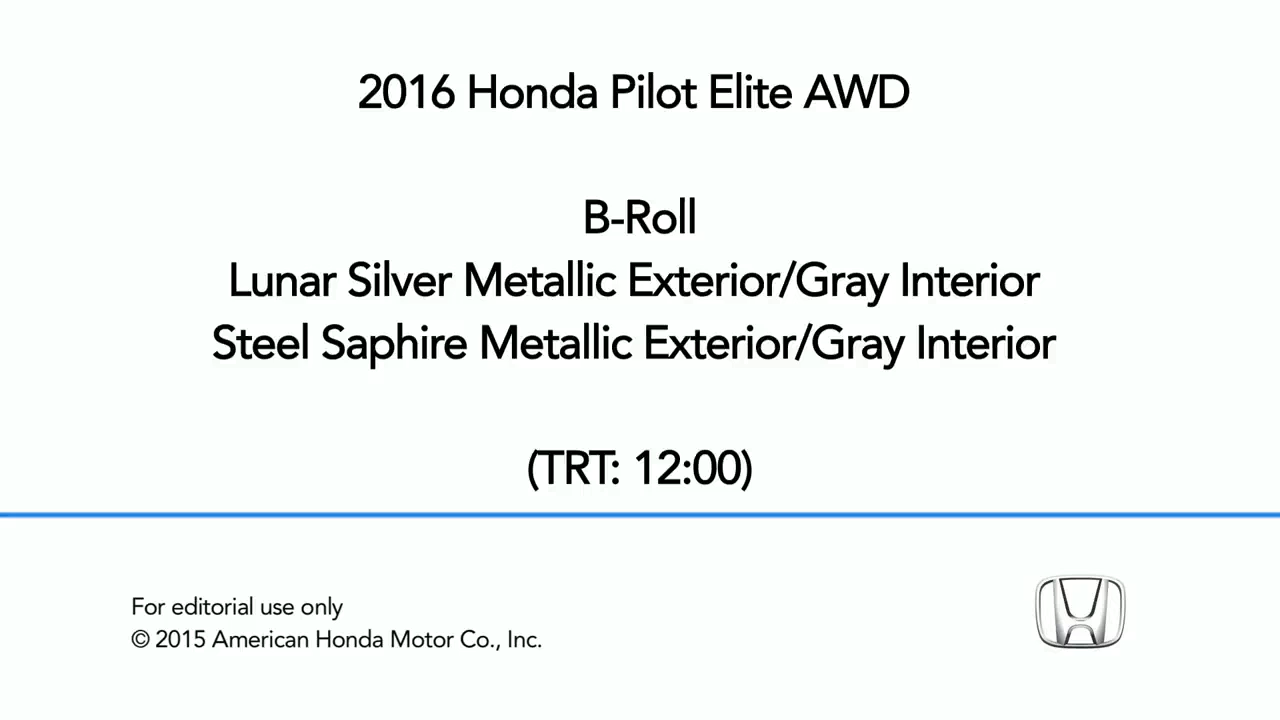 2016 Honda Pilot Elite AWD
B-Roll
Lunar Silver Metallic Exterior/Gray Interior
Steel Saphire Metallic Exterior/Gray Interior
(TRT: 12:00)
For editorial use only
© 2015 American Honda Motor Co., Inc.